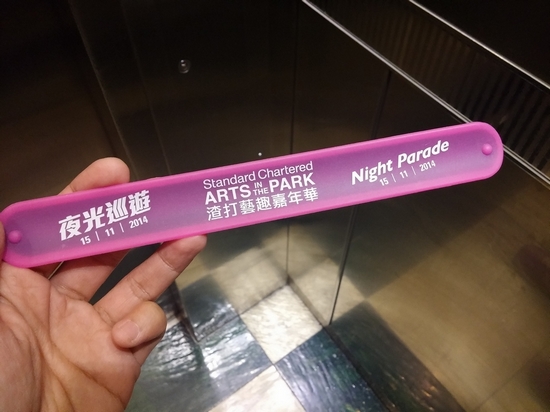 夜光巡遊
15 | 11 | 2014
Standard Chartered
ARTS IN THE PARK
渣打藝趣嘉年華
Night Parade
15 | 11 | 2014